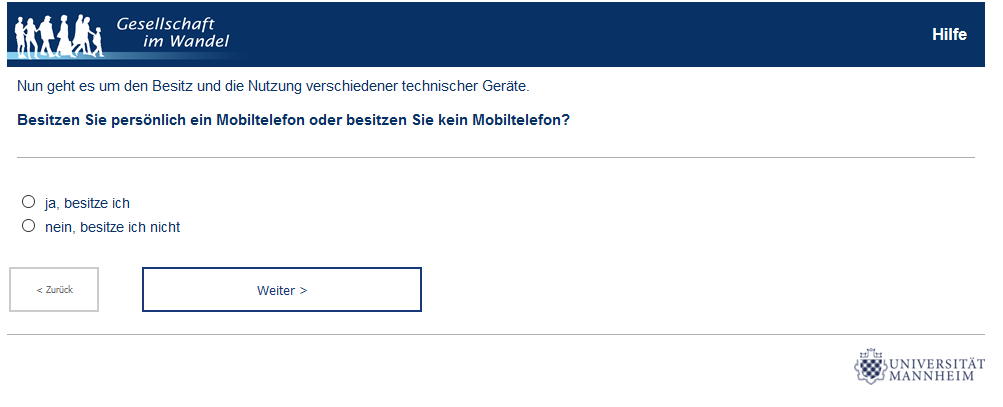 Gesellschaft
im Wandel
Hilfe
Nun geht es um den Besitz und die Nutzung verschiedener technischer Geräte.
Besitzen Sie persönlich ein Mobiltelefon oder besitzen Sie kein Mobiltelefon?
ja, besitze ich
nein, besitze ich nicht
< Zurück
Weiter >
UNIVERSITÄT
MANNHEIM